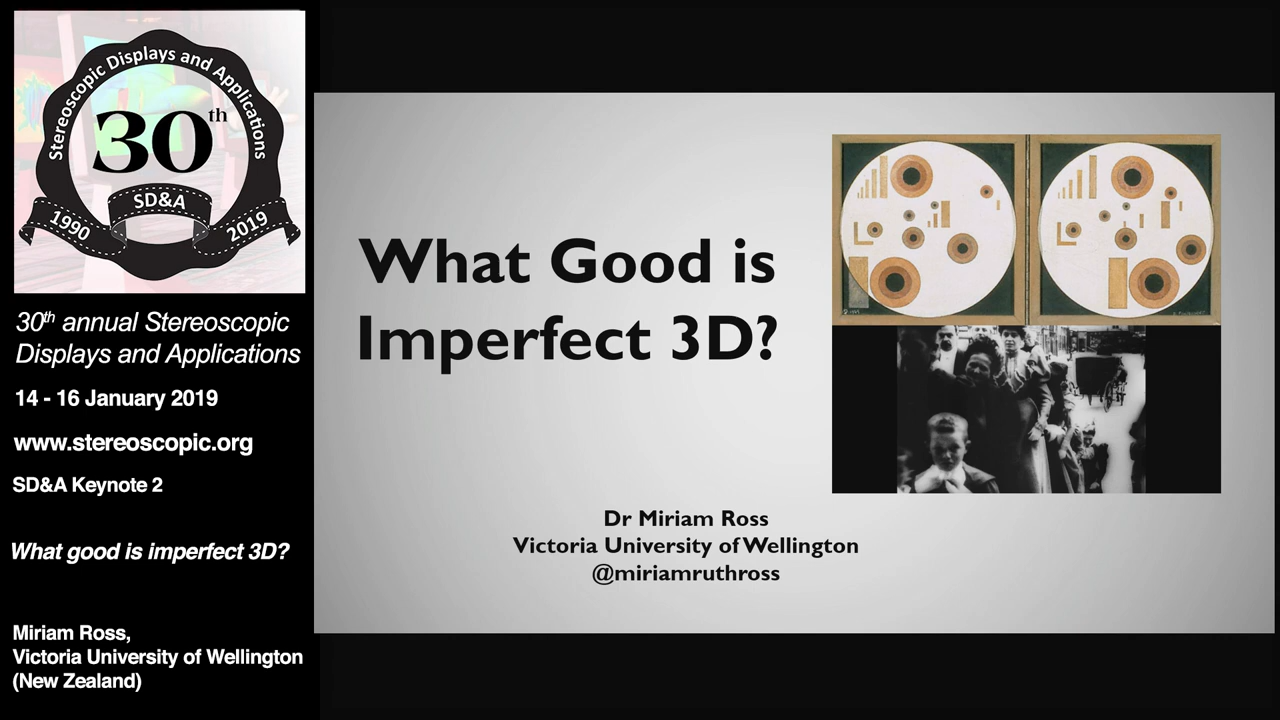 Stereoscopic Displays and Applications
30th
SD&A
1990
2019
30th annual Stereoscopic
Displays and Applications
14 - 16 January 2019
www.stereoscopic.org
SD&A Keynote 2
What good is imperfect 3D?
Miriam Ross,
Victoria University of Wellington
(New Zealand)
What Good is
Imperfect 3D?
Dr Miriam Ross
Victoria University of Wellington
@miriamruthross